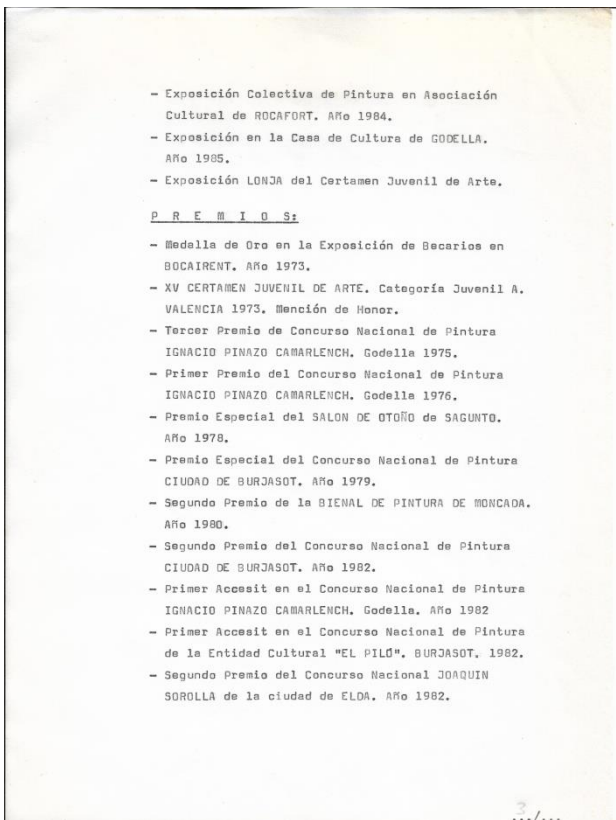 - Exposición Colectiva de Pintura en Asociación
Cultural de ROCAFORT. Año 1984.
- Exposición en la Casa de Cultura de GODELLA.
Año 1985.
- Exposición LONJA del Certamen Juvenil de Arte.
P R E M I O S:
- Medalla de Oro en la Exposición de Becarios en
BOCAIRENT. Año 1973.
- XV CERTAMEN JUVENIL DE ARTE. Categoría Juvenil A.
VALENCIA 1973. Mención de Honor.
- Tercer Premio de Concurso Nacional de Pintura
IGNACIO PINAZO CAMARLENCH. Godella 1975.
- Primer Premio del Concurso Nacional de Pintura
IGNACIO PINAZO CAMARLENCH. Godella 1976.
- Premio Especial del SALON DE OTOÑO de SAGUNTO.
Año 1978.
- Premio Especial del Concurso Nacional de Pintura
CIUDAD DE BURJASOT. Año 1979.
- Segundo Premio de la BIENAL DE PINTURA DE MONCADA.
Año 1980.
- Segundo Premio del Concurso Nacional de Pintura
CIUDAD DE BURJASOT. Año 1982.
- Primer Accesit en el Concurso Nacional de Pintura
IGNACIO PINAZO CAMARLENCH. Godella. Año 1982
- Primer Accesit en el Concurso Nacional de Pintura
de la Entidad Cultural "EL PILÓ". BURJASOT. 1982.
- Segundo Premio del Concurso Nacional JOAQUIN
SOROLLA de la ciudad de ELDA. Año 1982.
3
.../...